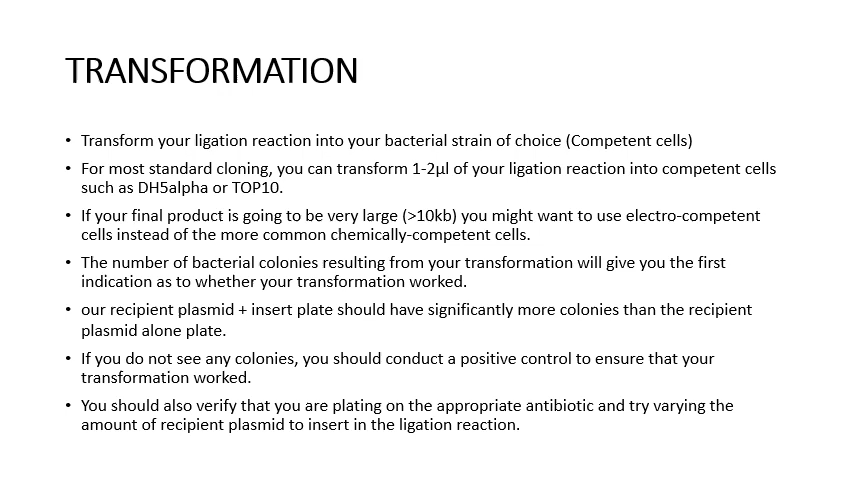 TRANSFORMATION
• Transform your ligation reaction into your bacterial strain of choice (Competent cells)
• For most standard cloning, you can transform 1-2µl of your ligation reaction into competent cells
such as DH5alpha or TOP10.
• If your final product is going to be very large (>10kb) you might want to use electro-competent
cells instead of the more common chemically-competent cells.
• The number of bacterial colonies resulting from your transformation will give you the first
indication as to whether your transformation worked.
• our recipient plasmid + insert plate should have significantly more colonies than the recipient
plasmid alone plate.
• If you do not see any colonies, you should conduct a positive control to ensure that your
transformation worked.
• You should also verify that you are plating on the appropriate antibiotic and try varying the
amount of recipient plasmid to insert in the ligation reaction.